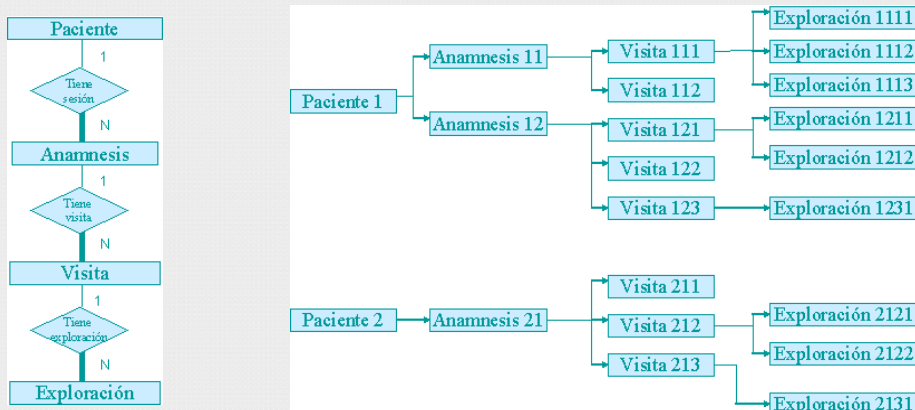 Paciente
1
Tiene
sesión
N
Anamnesis
1
Tiene
visita
N
Visita
1
Tiene
exploración
N
Exploración
Paciente 1
Anamnesis 11
Anamnesis 12
Visita 111
Visita 112
Visita 121
Visita 122
Visita 123
Exploración 1111
Exploración 1112
Exploración 1113
Exploración 1211
Exploración 1212
Exploración 1231
Paciente 2
Anamnesis 21
Visita 211
Visita 212
Visita 213
Exploración 2121
Exploración 2122
Exploración 2131